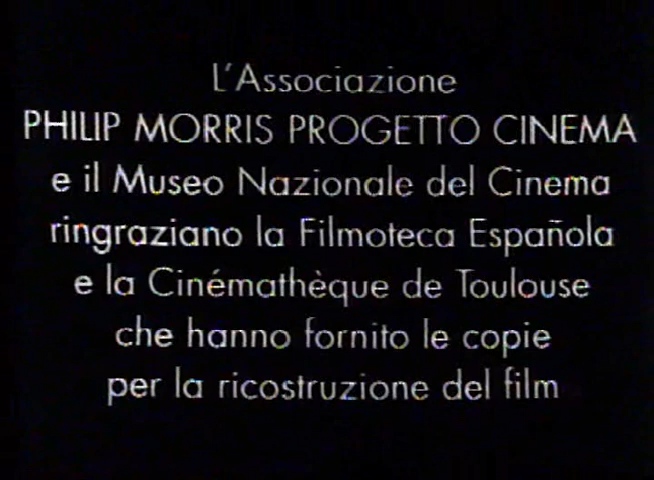 L'Associazione
PHILIP MORRIS PROGETTO CINEMA
e il Museo Nazionale del Cinema
ringraziano la Filmoteca Española
e la Cinémathèque de Toulouse
che hanno fornito le copie
per la ricostruzione del film